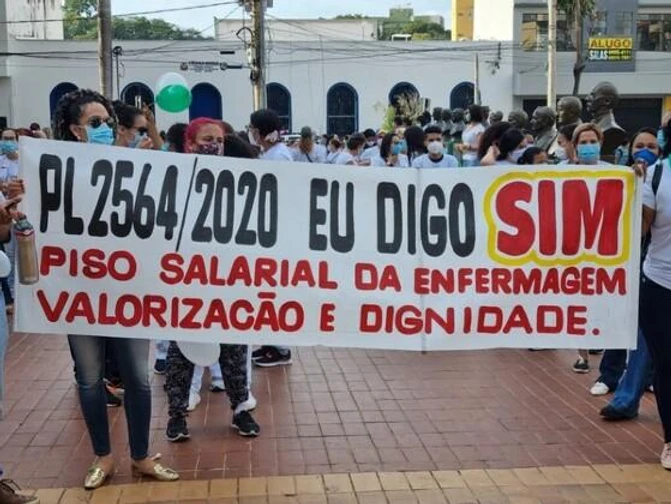 PL 2564/2020 EU DIGO SIM
PISO SALARIAL DA ENFERMAGEM
VALORIZAÇÃO E DIGNIDADE.
ALUGO
SILAS